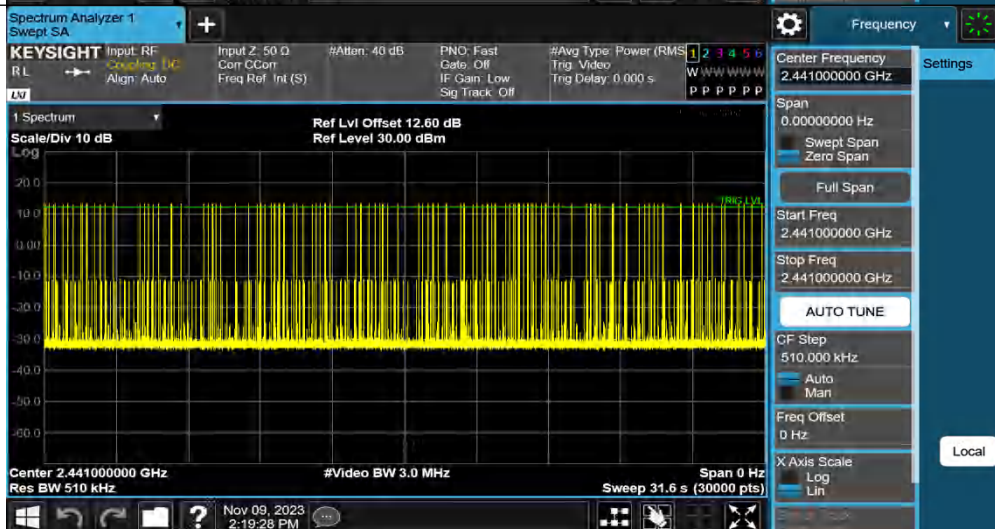 Spectrum Analyzer 1
Swept SA
+
Frequency
KEYSIGHT
RL
LXI
Input: RF
Coupling: DC
Align: Auto
Input Z: 50 Ω
Corr CCorr
Freq Ref: Int (S)
#Atten: 40 dB
PNO: Fast
Gate: Off
IF Gain: Low
Sig Track: Off
#Avg Type: Power (RMS
Trig: Video
Trig Delay: 0.000 s
1 2 3 4 5 6
W W W W W W
P P P P P P
Center Frequency
2.441000000 GHz
Settings
Span
0.00000000 Hz
Swept Span
Zero Span
Full Span
Start Freq
2.441000000 GHz
Stop Freq
2.441000000 GHz
AUTO TUNE
CF Step
510.000 kHz
Auto
Man
Freq Offset
0 Hz
X Axis Scale
Log
Lin
Local
1 Spectrum
Scale/Div 10 dB
Ref Lvl Offset 12.60 dB
Ref Level 30.00 dBm
Log
20.0
10.0
0.00
-10.0
-20.0
-30.0
-40.0
-50.0
-60.0
TRIG LVL
Center 2.441000000 GHz
#Video BW 3.0 MHz
Span 0 Hz
Res BW 510 kHz
Sweep 31.6 s (30000 pts)
?
Nov 09, 2023
2:19:28 PM